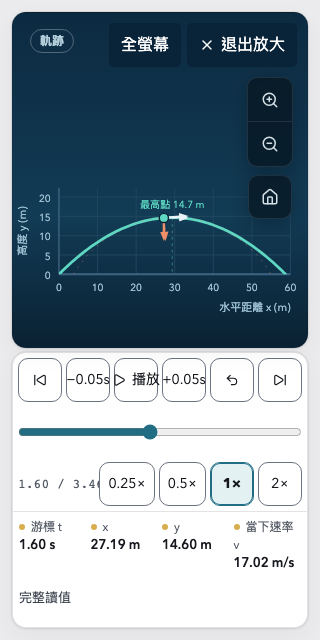 軌跡
全螢幕
× 退出放大
最高點 14.7 m
高度 y (m)
20
15
10
5
0
0 10 20 30 40 50 60
水平距離 x (m)
−0.05s
播放
+0.05s
1.60 / 3.4
0.25×
0.5×
1×
2×
游標 t
1.60 s
x
27.19 m
y
14.60 m
當下速率
v
17.02 m/s
完整讀值